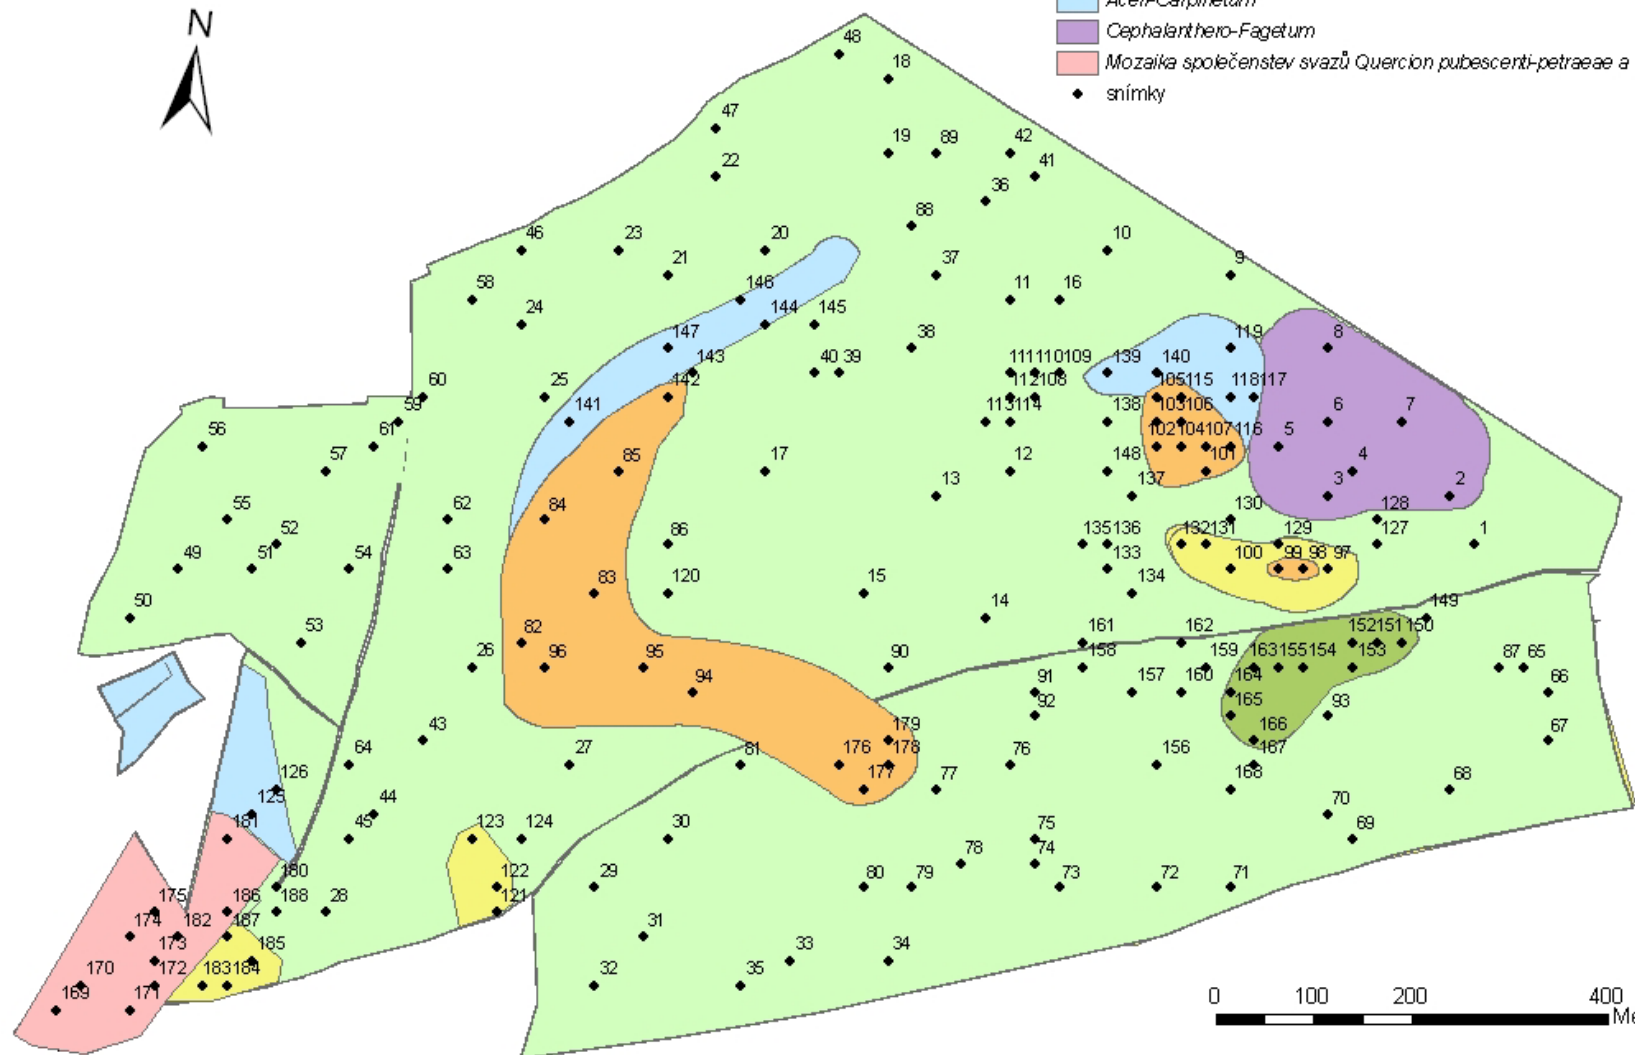 N
Aceri-Carpinetum
Cephalanthero-Fagetum
Mozaika společenstev svazů Quercion pubescenti-petraeae a
snímky
48
18
47
19 89 42
22 41
36
88
46 23 20 10
21 37 9
58 146 11 16
24 144 145
147 38 119 8
143 40 39 111 110 109 139 140
60 25 142 112 108 105 115 118 117
59 141 113 114 138 103 106 6 7
56 61 102 104 107 116 5
57 85 17 12 148 101 4
13 137 3 2
55 62 84 130 128
52 86 135 136 132 131 129 127 1
49 51 54 63 133 100 99 98 97
83 120 15 134
50 14 149
53 82 161 162 152 151 150
26 96 95 90 158 159 163 155 154 153 87 65
94 91 157 160 164 66
92 165 93
43 179 166 67
64 27 81 176 178 76 156 167
126 177 77 168 68
125 44 70
181 45 123 124 30 75 69
78 74
180 122 29 80 79 73 72 71
175 186 188 28 121
174 182 187 31
173 185 33 34
170 172 183 184 32 35
169 171
0 100 200 400
Me